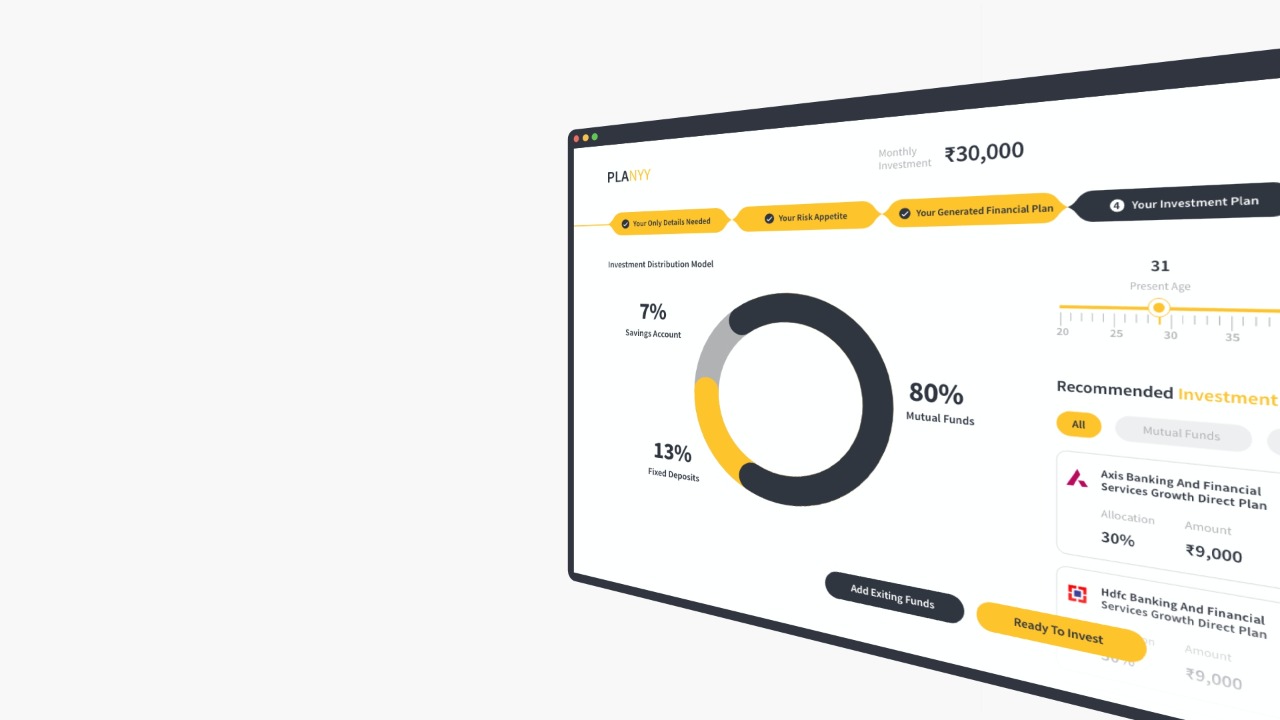 PLANYY
Monthly
Investment
₹30,000
Your Only Details Needed
Your Risk Appetite
Your Generated Financial Plan
4 Your Investment Plan
Investment Distribution Model
7%
Savings Account
80%
Mutual Funds
13%
Fixed Deposits
31
Present Age
20 25 30 35
Recommended Investment
All
Mutual Funds
Axis Banking And Financial
Services Growth Direct Plan
Allocation Amount
30% ₹9,000
Hdfc Banking And Financial
Services Growth Direct Plan
Amount
₹9,000
Add Exiting Funds
Ready To Invest